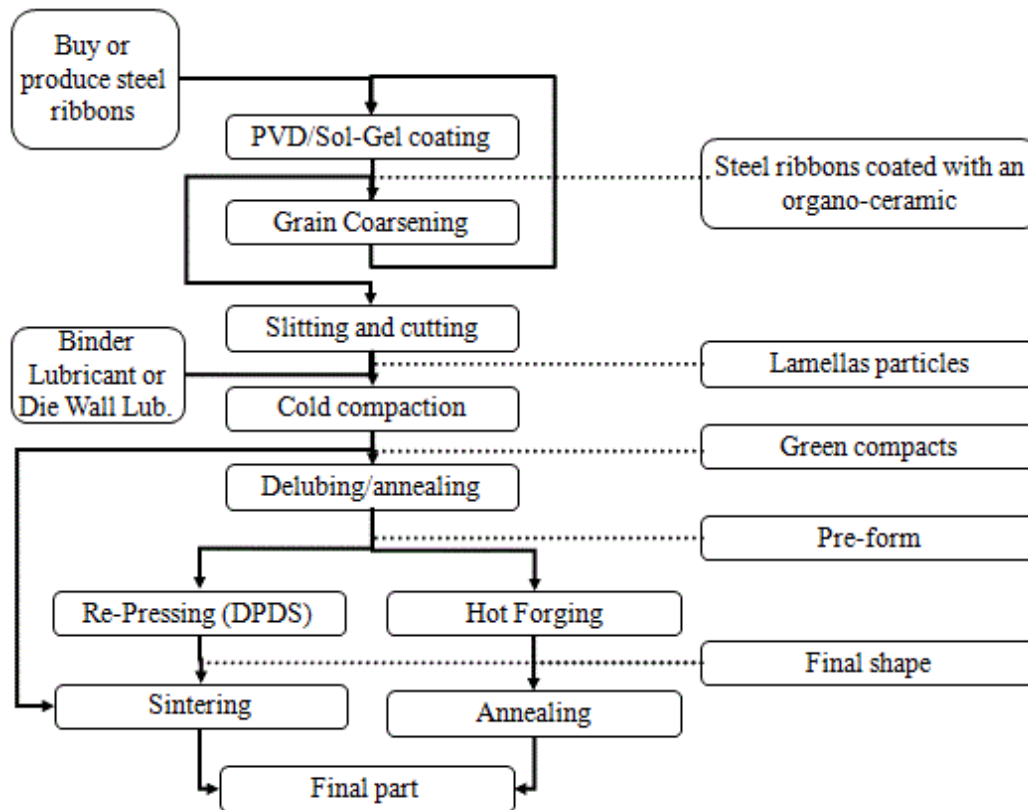 Buy or
produce steel
ribbons
PVD/Sol-Gel coating
Steel ribbons coated with an
organo-ceramic
Grain Coarsening
Slitting and cutting
Binder
Lubricant or
Die Wall Lub.
Lamellas particles
Cold compaction
Green compacts
Delubing/annealing
Pre-form
Re-Pressing (DPDS)
Hot Forging
Final shape
Sintering
Annealing
Final part